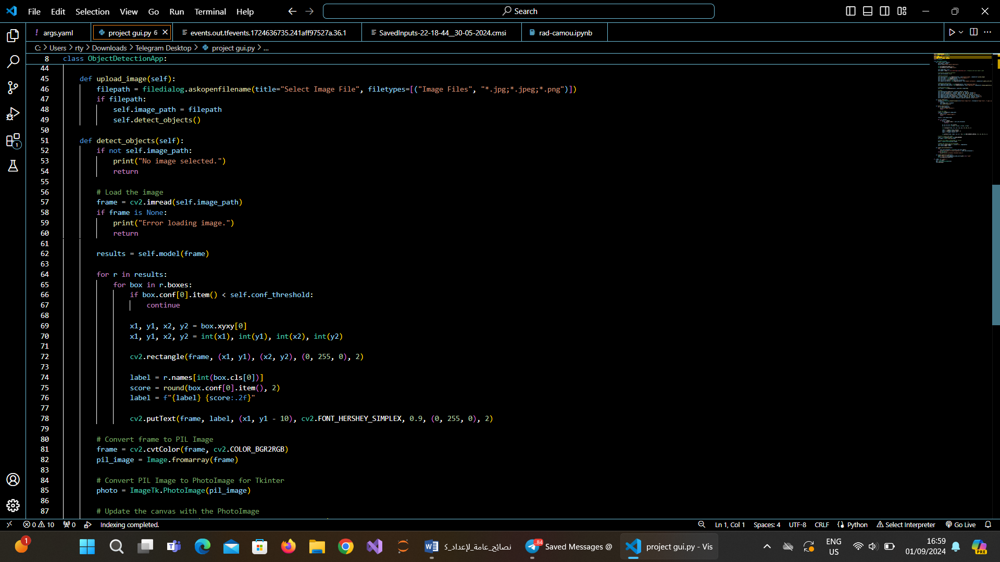 File Edit Selection View Go Run Terminal Help
Search
! args.yaml
project gui.py 6
events.out.tfevents.1724636735.241aff97527a.36.1
SavedInputs-22-18-44__30-05-2024.cmsi
rad-camou.ipynb
C: > Users > rty > Downloads > Telegram Desktop > project gui.py > ...
8 class ObjectDetectionApp:
44
45 def upload_image(self):
46 filepath = filedialog.askopenfilename(title="Select Image File", filetypes=[("Image Files", "*.jpg;*.jpeg;*.png")])
47 if filepath:
48 self.image_path = filepath
49 self.detect_objects()
50
51 def detect_objects(self):
52 if not self.image_path:
53 print("No image selected.")
54 return
55
56 # Load the image
57 frame = cv2.imread(self.image_path)
58 if frame is None:
59 print("Error loading image.")
60 return
61
62 results = self.model(frame)
63
64 for r in results:
65 for box in r.boxes:
66 if box.conf[0].item() < self.conf_threshold:
67 continue
68
69 x1, y1, x2, y2 = box.xyxy[0]
70 x1, y1, x2, y2 = int(x1), int(y1), int(x2), int(y2)
71
72 cv2.rectangle(frame, (x1, y1), (x2, y2), (0, 255, 0), 2)
73
74 label = r.names[int(box.cls[0])]
75 score = round(box.conf[0].item(), 2)
76 label = f"{label} {score:.2f}"
77
78 cv2.putText(frame, label, (x1, y1 - 10), cv2.FONT_HERSHEY_SIMPLEX, 0.9, (0, 255, 0), 2)
79
80 # Convert frame to PIL Image
81 frame = cv2.cvtColor(frame, cv2.COLOR_BGR2RGB)
82 pil_image = Image.fromarray(frame)
83
84 # Convert PIL Image to PhotoImage for Tkinter
85 photo = ImageTk.PhotoImage(pil_image)
86
87 # Update the canvas with the PhotoImage
1
0 10 0 Indexing completed.
Ln 1, Col 1 Spaces: 4 UTF-8 CRLF Python Select Interpreter Go Live
1
نصائح_عامة_لإعداد_ك
.84 Saved Messages @
project gui.py - Vis
ENG
US
16:59
01/09/2024
PRE